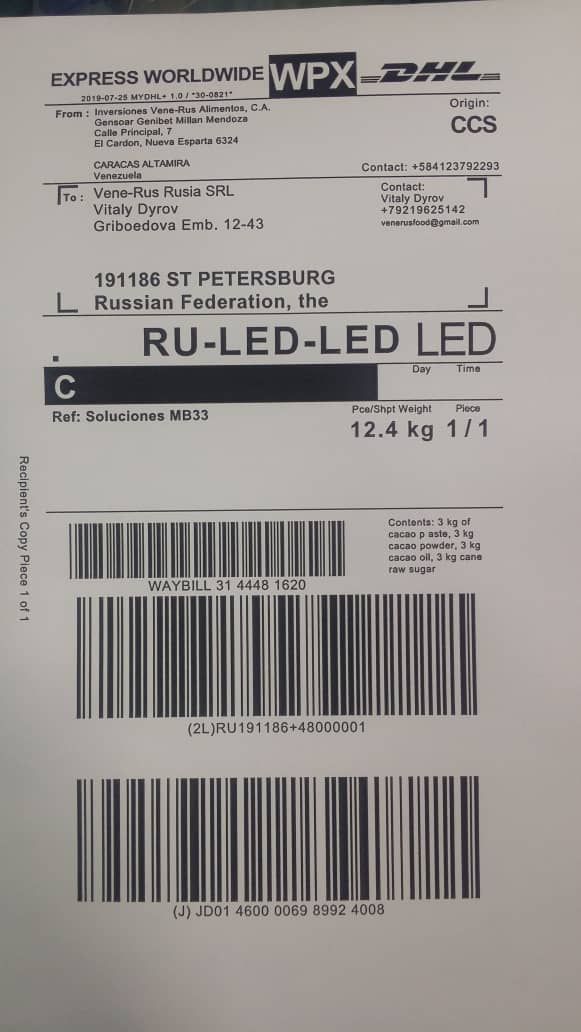 EXPRESS WORLDWIDE WPX DHL
2019-07-25 MYDHL+ 1.0 / *30-0821*
From : Inversiones Vene-Rus Alimentos, C.A.
Gensoar Genibet Millan Mendoza
Calle Principal, 7
El Cardon, Nueva Esparta 6324
Origin:
CCS
CARACAS ALTAMIRA
Venezuela
Contact: +584123792293
To : Vene-Rus Rusia SRL
Vitaly Dyrov
Griboedova Emb. 12-43
Contact:
Vitaly Dyrov
+79219625142
venerusfood@gmail.com
191186 ST PETERSBURG
Russian Federation, the
RU-LED-LED LED
Day Time
C
Ref: Soluciones MB33
Pce/Shpt Weight Piece
12.4 kg 1 / 1
Recipient's Copy Piece 1 of 1
Contents: 3 kg of
cacao p aste, 3 kg
cacao powder, 3 kg
cacao oil, 3 kg cane
raw sugar
WAYBILL 31 4448 1620
(2L)RU191186+48000001
(J) JD01 4600 0069 8992 4008